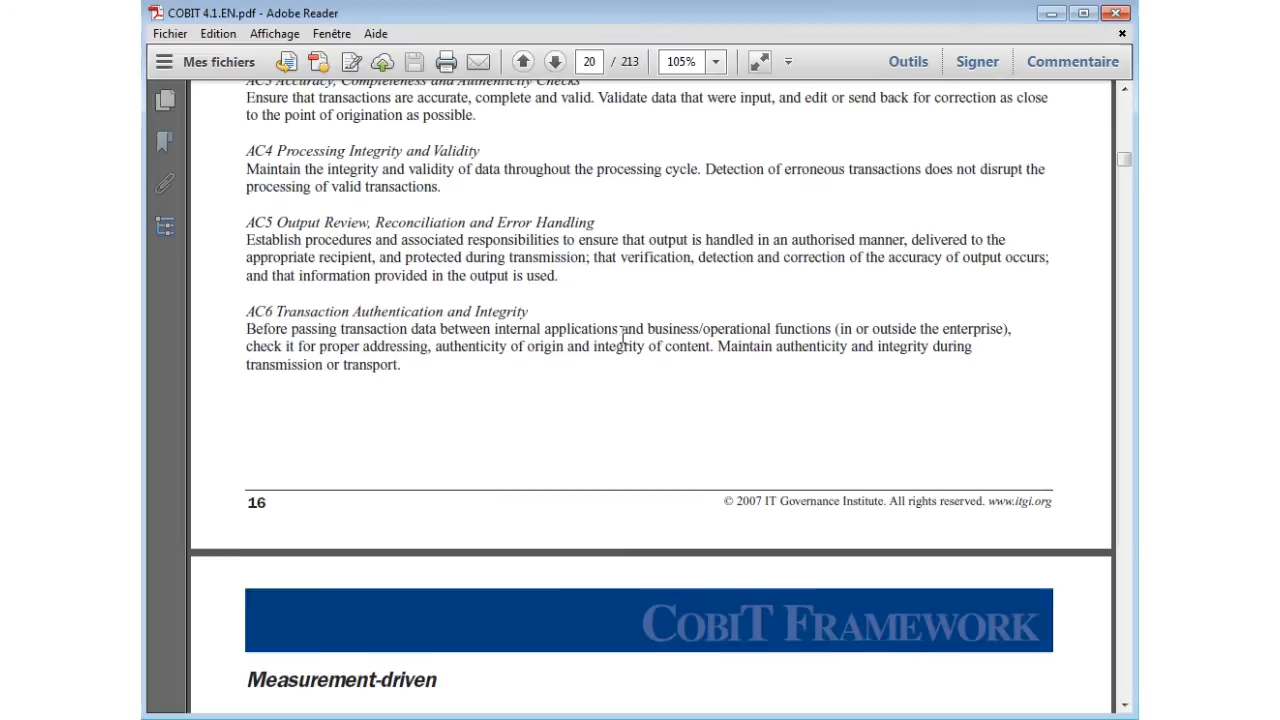 COBIT 4.1.EN.pdf - Adobe Reader
Fichier Edition Affichage Fenêtre Aide
Mes fichiers 20 / 213 105% Outils Signer Commentaire
AC3 Accuracy, Completeness and Authenticity Checks
Ensure that transactions are accurate, complete and valid. Validate data that were input, and edit or send back for correction as close
to the point of origination as possible.
AC4 Processing Integrity and Validity
Maintain the integrity and validity of data throughout the processing cycle. Detection of erroneous transactions does not disrupt the
processing of valid transactions.
AC5 Output Review, Reconciliation and Error Handling
Establish procedures and associated responsibilities to ensure that output is handled in an authorised manner, delivered to the
appropriate recipient, and protected during transmission; that verification, detection and correction of the accuracy of output occurs;
and that information provided in the output is used.
AC6 Transaction Authentication and Integrity
Before passing transaction data between internal applications and business/operational functions (in or outside the enterprise),
check it for proper addressing, authenticity of origin and integrity of content. Maintain authenticity and integrity during
transmission or transport.
16 © 2007 IT Governance Institute. All rights reserved. www.itgi.org
COBIT FRAMEWORK
Measurement-driven